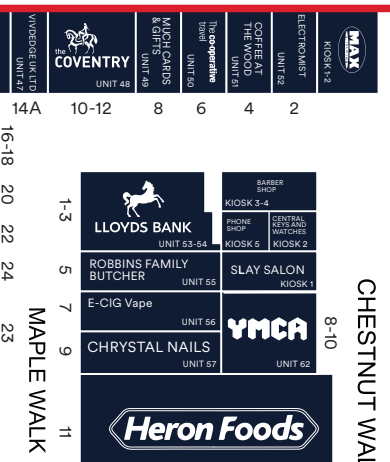 VIVDEDGE UK LTD
UNIT 47
the
COVENTRY
UNIT 48
MUCH CARDS
& GIFTS
UNIT 49
The co-operative
travel
UNIT 50
COFFEE AT
THE WOOD
UNIT 51
ELECTROMIST
UNIT 52
KIOSK 1-2
MAX
14A
10-12
8
6
4
2
16-18
20
22
24
23
MAPLE WALK
1-3
5
7
9
11
LLOYDS BANK
UNIT 53-54
BARBER
SHOP
KIOSK 3-4
PHONE
SHOP
KIOSK 5
CENTRAL
KEYS AND
WATCHES
KIOSK 2
ROBBINS FAMILY
BUTCHER
UNIT 55
SLAY SALON
KIOSK 1
E-CIG Vape
UNIT 56
YMCA
UNIT 62
CHRYSTAL NAILS
UNIT 57
8-10
CHESTNUT WAL
Heron Foods